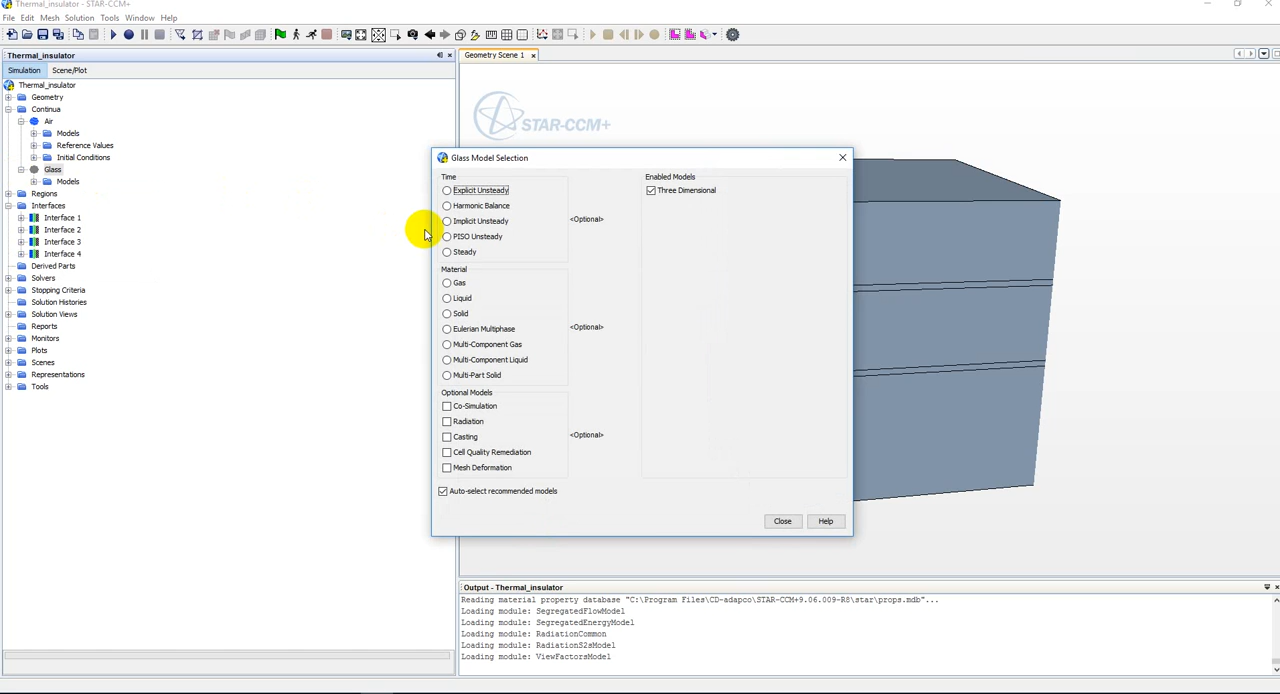 Thermal_insulator - STAR-CCM+
File Edit Mesh Solution Tools Window Help
Thermal_insulator
Simulation Scene/Plot
Thermal_insulator
Geometry
Continua
Air
Models
Reference Values
Initial Conditions
Glass
Models
Regions
Interfaces
Interface 1
Interface 2
Interface 3
Interface 4
Derived Parts
Solvers
Stopping Criteria
Solution Histories
Solution Views
Reports
Monitors
Plots
Scenes
Representations
Tools
Geometry Scene 1
STAR-CCM+
Glass Model Selection
Time
Explicit Unsteady
Harmonic Balance
Implicit Unsteady
PISO Unsteady
Steady
<Optional>
Material
Gas
Liquid
Solid
Eulerian Multiphase
Multi-Component Gas
Multi-Component Liquid
Multi-Part Solid
<Optional>
Optional Models
Co-Simulation
Radiation
Casting
Cell Quality Remediation
Mesh Deformation
<Optional>
Enabled Models
Three Dimensional
Auto-select recommended models
Close Help
Output - Thermal_insulator
Reading material property database "C:\Program Files\CD-adapco\STAR-CCM+9.06.009-R8\star\props.mdb"...
Loading module: SegregatedFlowModel
Loading module: SegregatedEnergyModel
Loading module: RadiationCommon
Loading module: RadiationS2sModel
Loading module: ViewFactorsModel